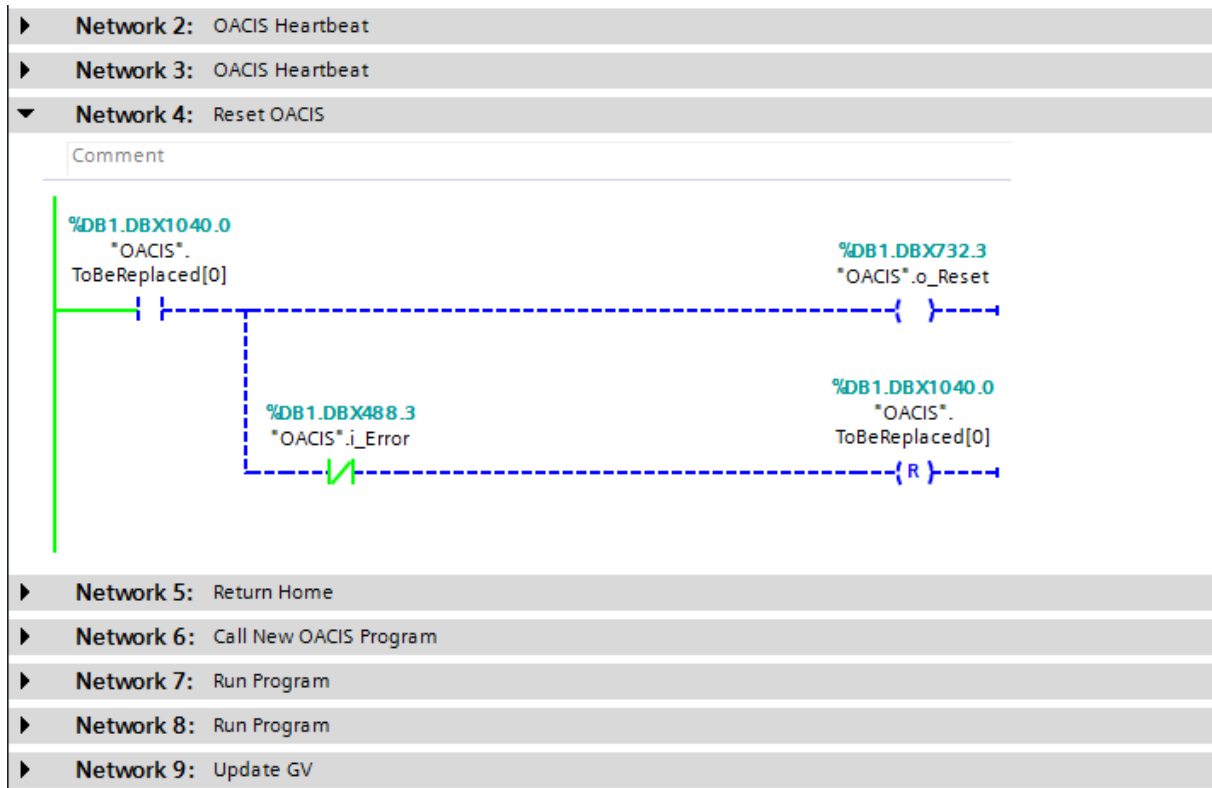 Network 2: OACIS Heartbeat
Network 3: OACIS Heartbeat
Network 4: Reset OACIS
Comment
%DB1.DBX1040.0
"OACIS".
ToBeReplaced[0]
%DB1.DBX732.3
"OACIS".o_Reset
%DB1.DBX488.3
"OACIS".i_Error
%DB1.DBX1040.0
"OACIS".
ToBeReplaced[0]
R
Network 5: Return Home
Network 6: Call New OACIS Program
Network 7: Run Program
Network 8: Run Program
Network 9: Update GV